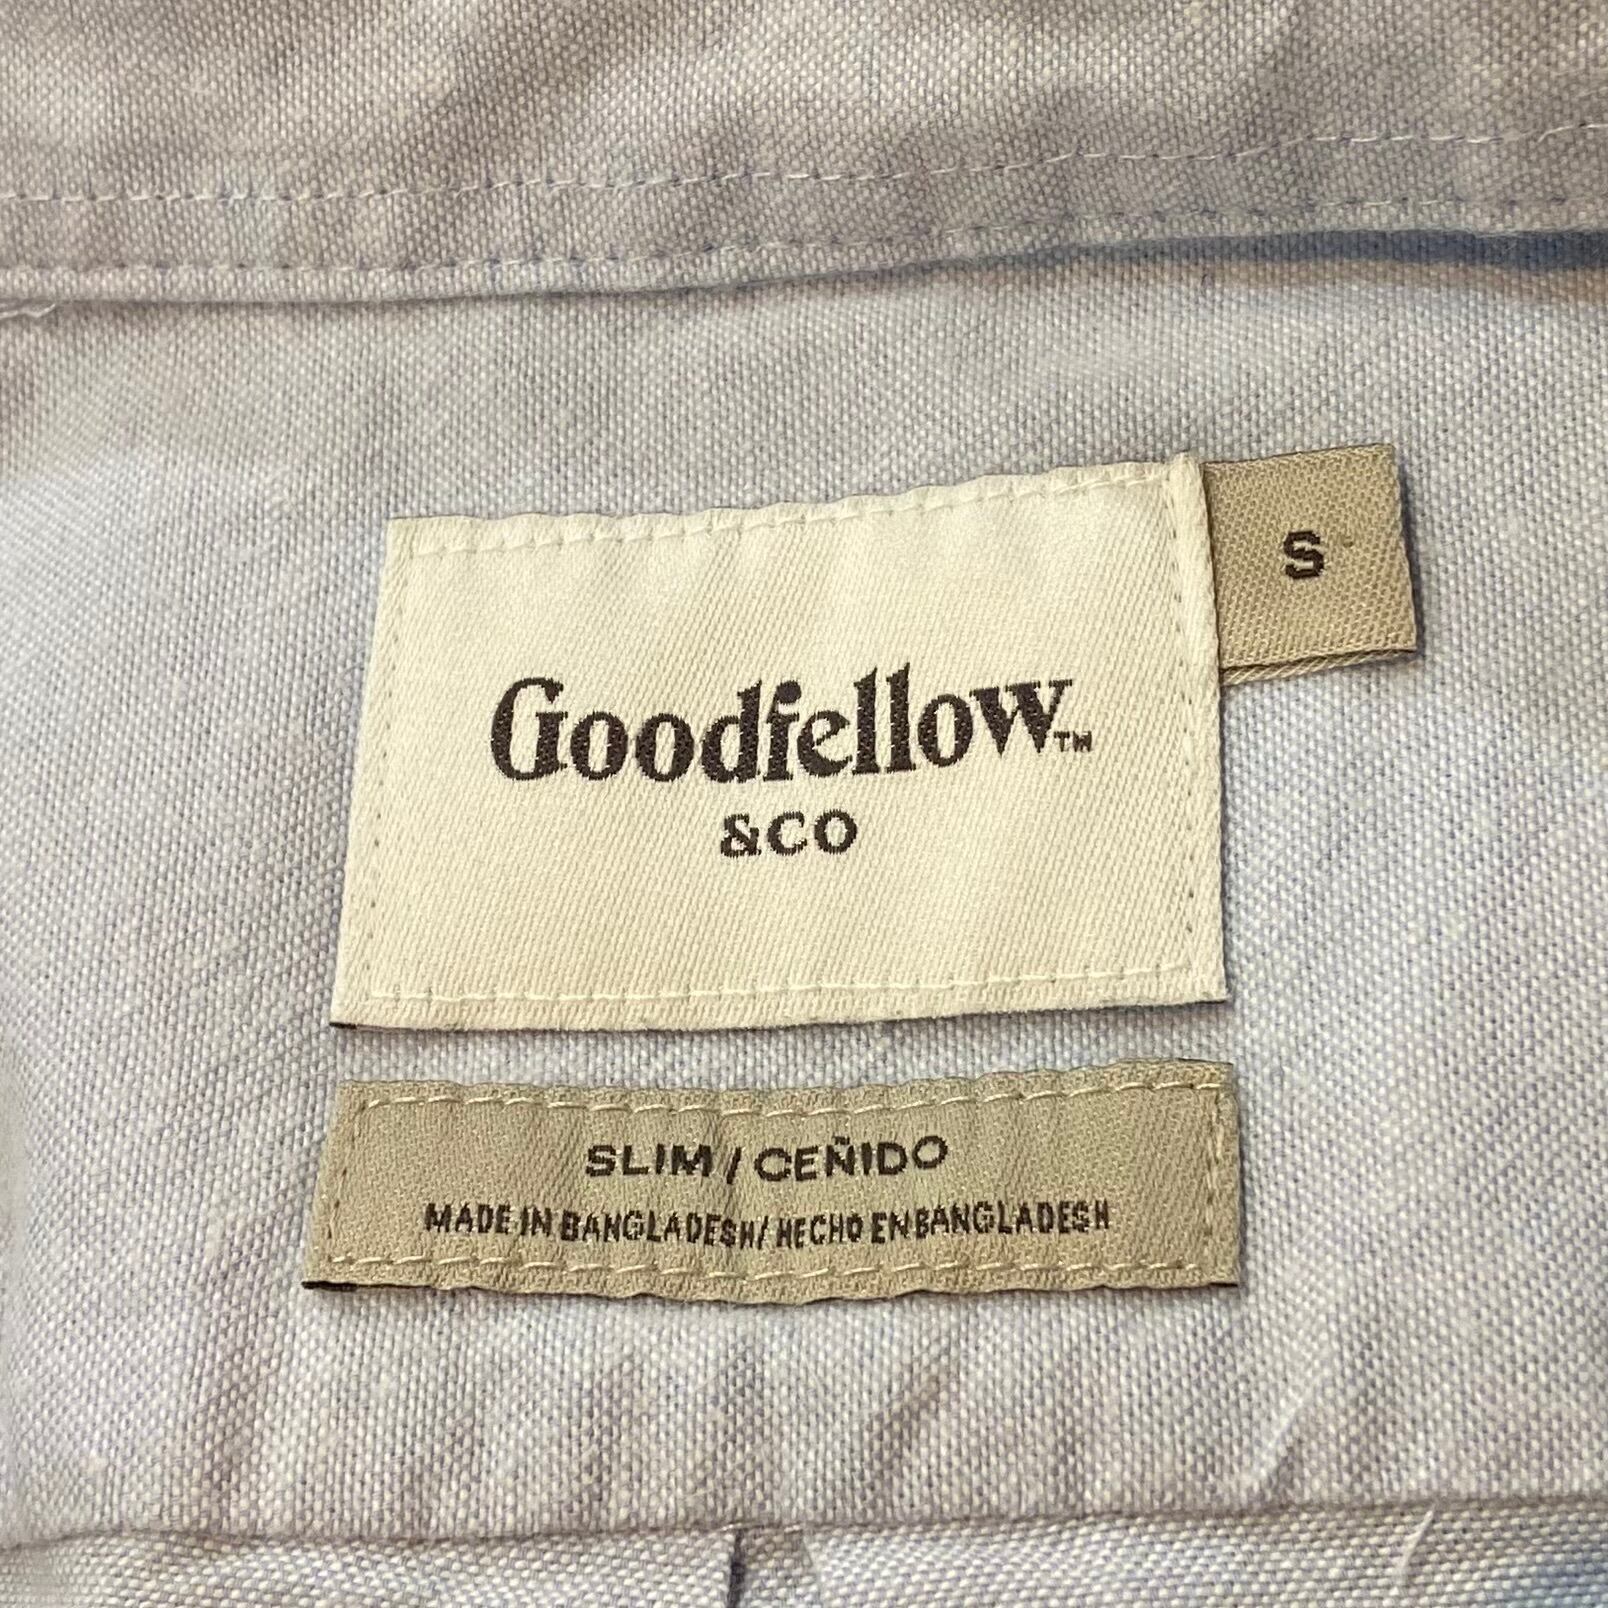 S
Goodfellow™
&CO
SLIM / CEÑIDO
MADE IN BANGLADESH/ HECHO EN BANGLADESH